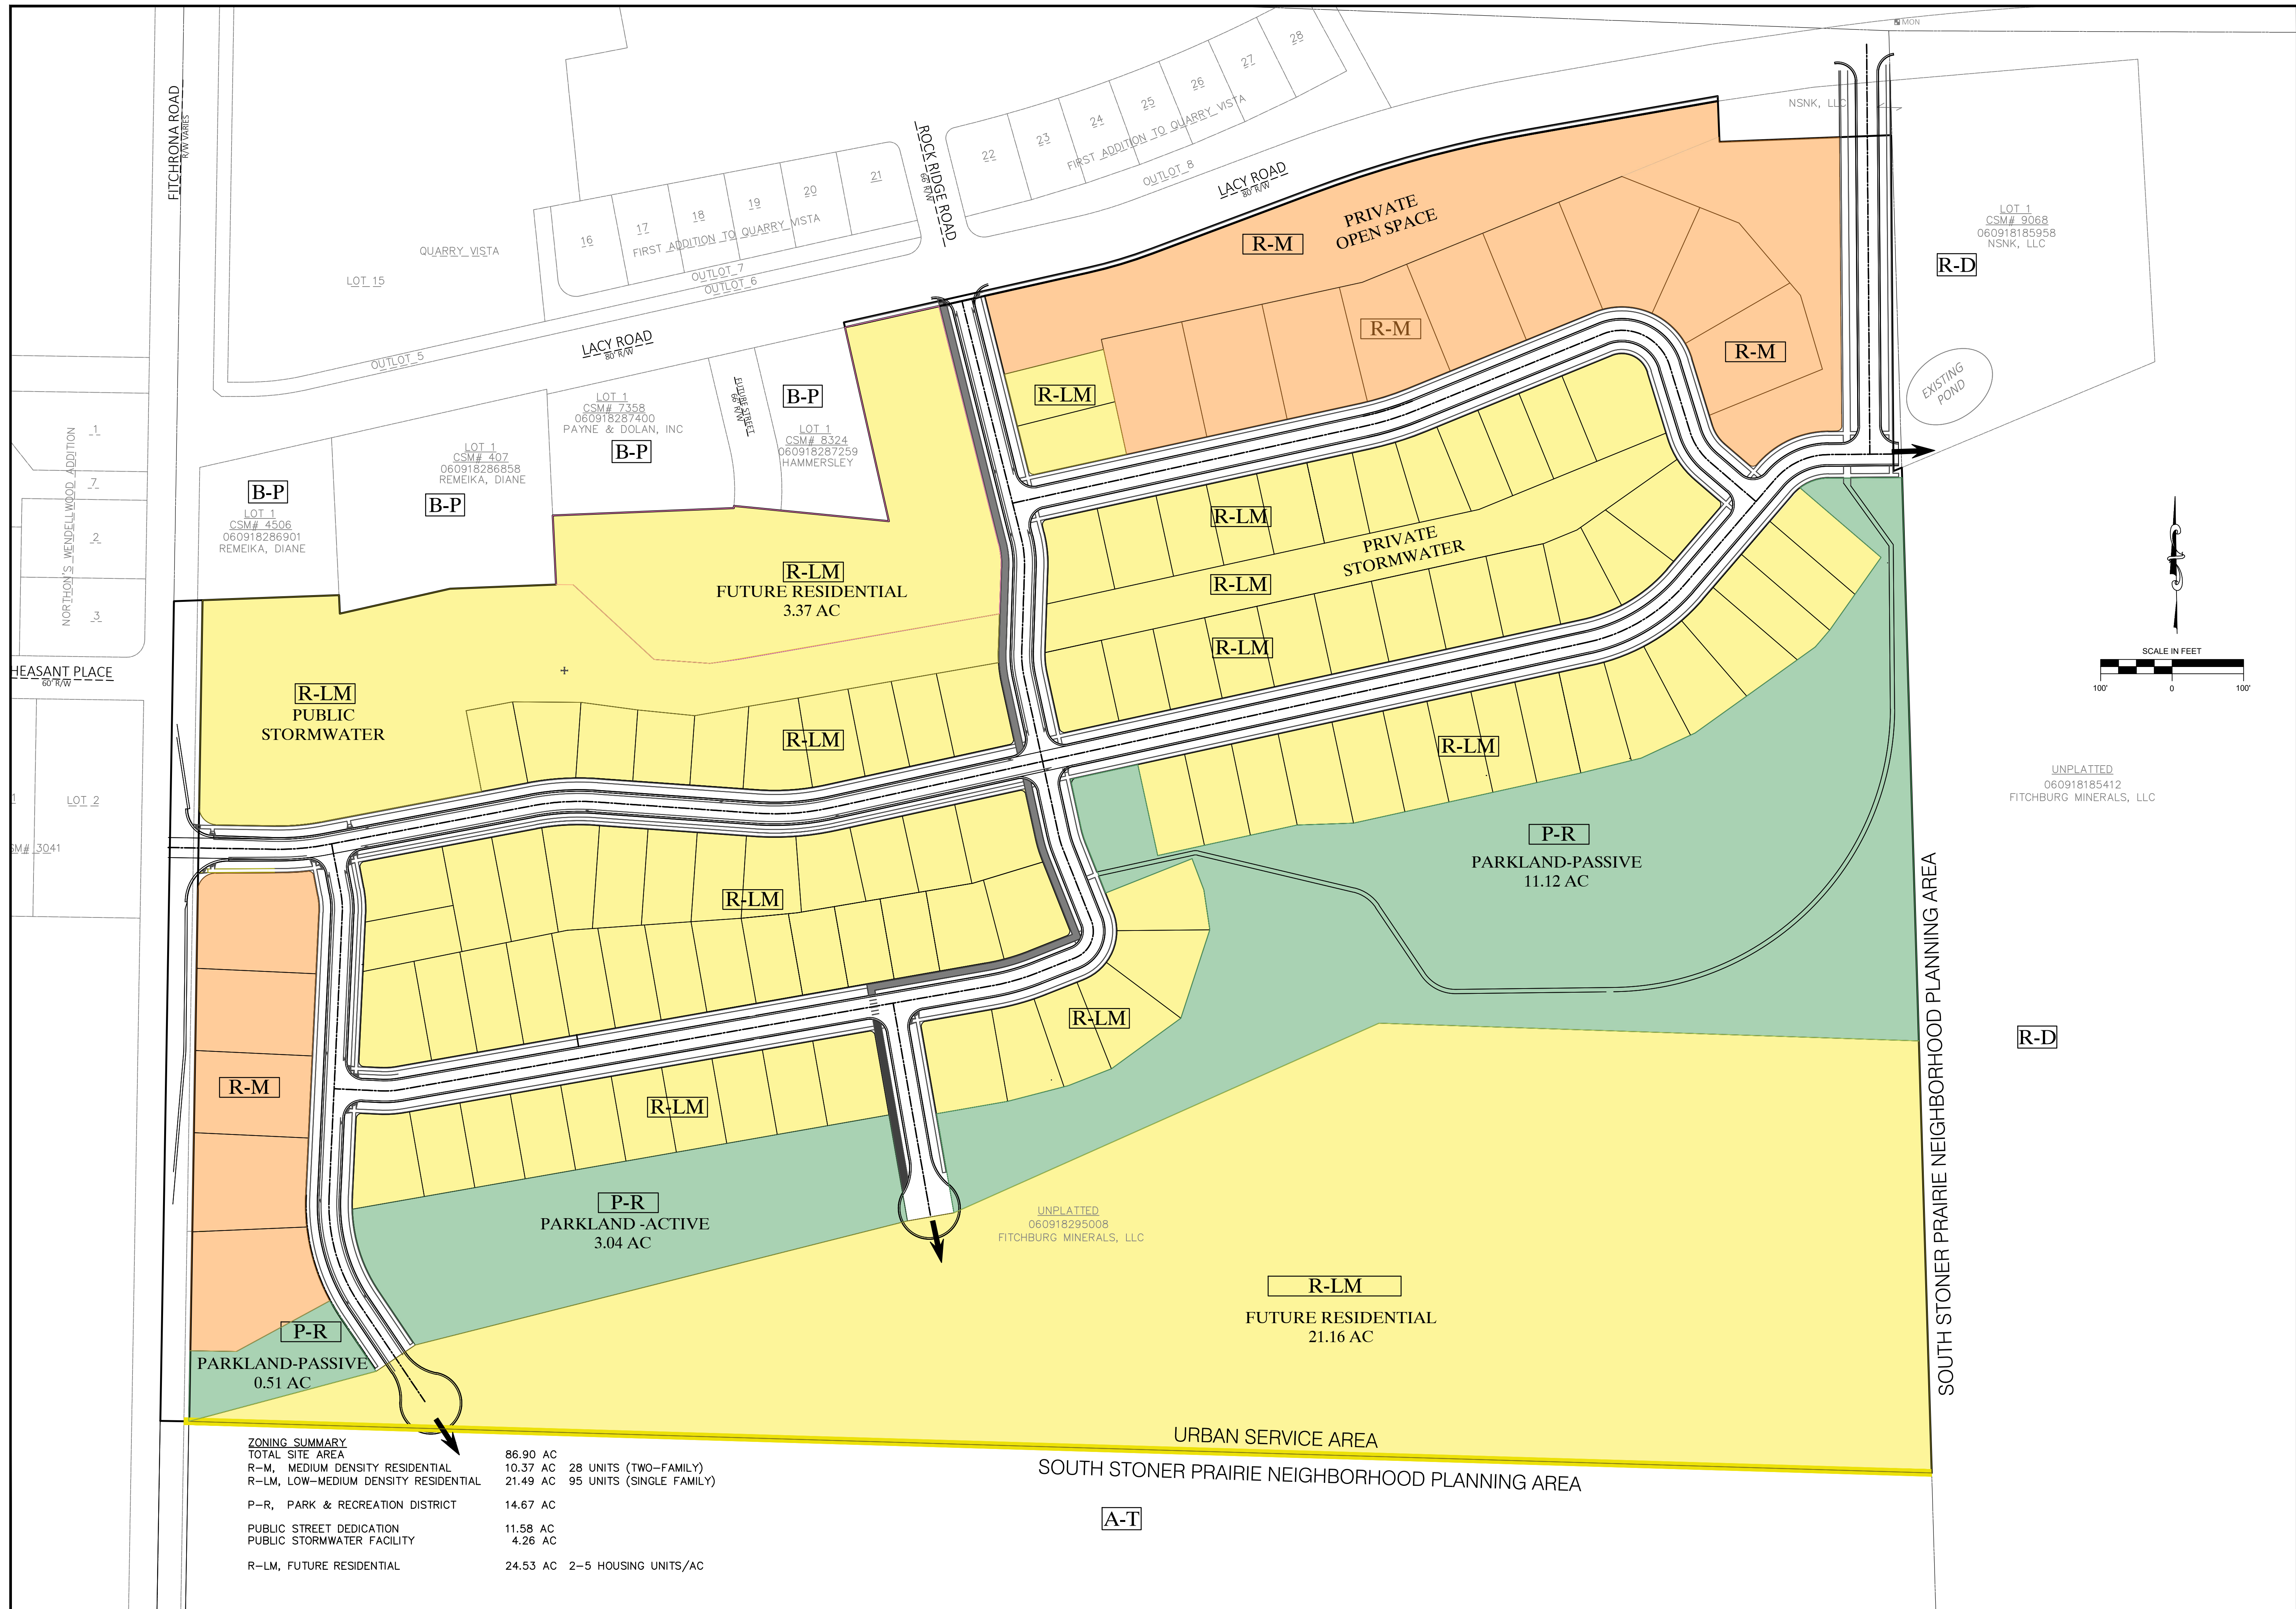 MON
FITCHRONA ROAD
R/W VARIES
28
27
26
25
24
23
22
FIRST ADDITION TO QUARRY VISTA
OUTLOT 8
NSNK, LLC
ROCK RIDGE ROAD
66' R/W
21
20
19
18
17
16
FIRST ADDITION TO QUARRY VISTA
OUTLOT 7
OUTLOT 6
QUARRY VISTA
LOT 15
OUTLOT 5
LACY ROAD
80' R/W
LACY ROAD
80' R/W
PRIVATE
OPEN SPACE
R-M
R-M
R-M
LOT 1
CSM# 9068
060918185958
NSNK, LLC
R-D
EXISTING
POND
R-LM
FUTURE STREET
66' R/W
B-P
LOT 1
CSM# 8324
060918287259
HAMMERSLEY
LOT 1
CSM# 7358
060918287400
PAYNE & DOLAN, INC
B-P
LOT 1
CSM# 407
060918286858
REMEIKA, DIANE
B-P
B-P
LOT 1
CSM# 4506
060918286901
REMEIKA, DIANE
NORTHON'S WENDELLWOOD ADDITION
1
7
2
3
HEASANT PLACE
60' R/W
1
LOT 2
SM# 3041
R-LM
FUTURE RESIDENTIAL
3.37 AC
R-LM
PRIVATE
STORMWATER
R-LM
R-LM
SCALE IN FEET
100'
0
100'
R-LM
PUBLIC
STORMWATER
R-LM
R-LM
UNPLATTED
060918185412
FITCHBURG MINERALS, LLC
P-R
PARKLAND-PASSIVE
11.12 AC
R-LM
R-LM
R-D
R-M
R-LM
P-R
PARKLAND -ACTIVE
3.04 AC
UNPLATTED
060918295008
FITCHBURG MINERALS, LLC
R-LM
FUTURE RESIDENTIAL
21.16 AC
P-R
PARKLAND-PASSIVE
0.51 AC
SOUTH STONER PRAIRIE NEIGHBORHOOD PLANNING AREA
URBAN SERVICE AREA
SOUTH STONER PRAIRIE NEIGHBORHOOD PLANNING AREA
A-T
ZONING SUMMARY
TOTAL SITE AREA 86.90 AC
R-M, MEDIUM DENSITY RESIDENTIAL 10.37 AC 28 UNITS (TWO-FAMILY)
R-LM, LOW-MEDIUM DENSITY RESIDENTIAL 21.49 AC 95 UNITS (SINGLE FAMILY)
P-R, PARK & RECREATION DISTRICT 14.67 AC
PUBLIC STREET DEDICATION 11.58 AC
PUBLIC STORMWATER FACILITY 4.26 AC
R-LM, FUTURE RESIDENTIAL 24.53 AC 2-5 HOUSING UNITS/AC